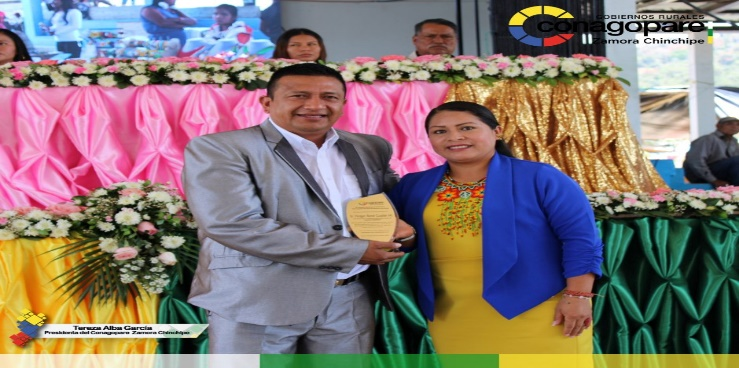 GOBIERNOS RURALES
conagopare
Zamora Chinchipe
Tereza Alba García
Presidenta del Conagopare Zamora Chinchipe